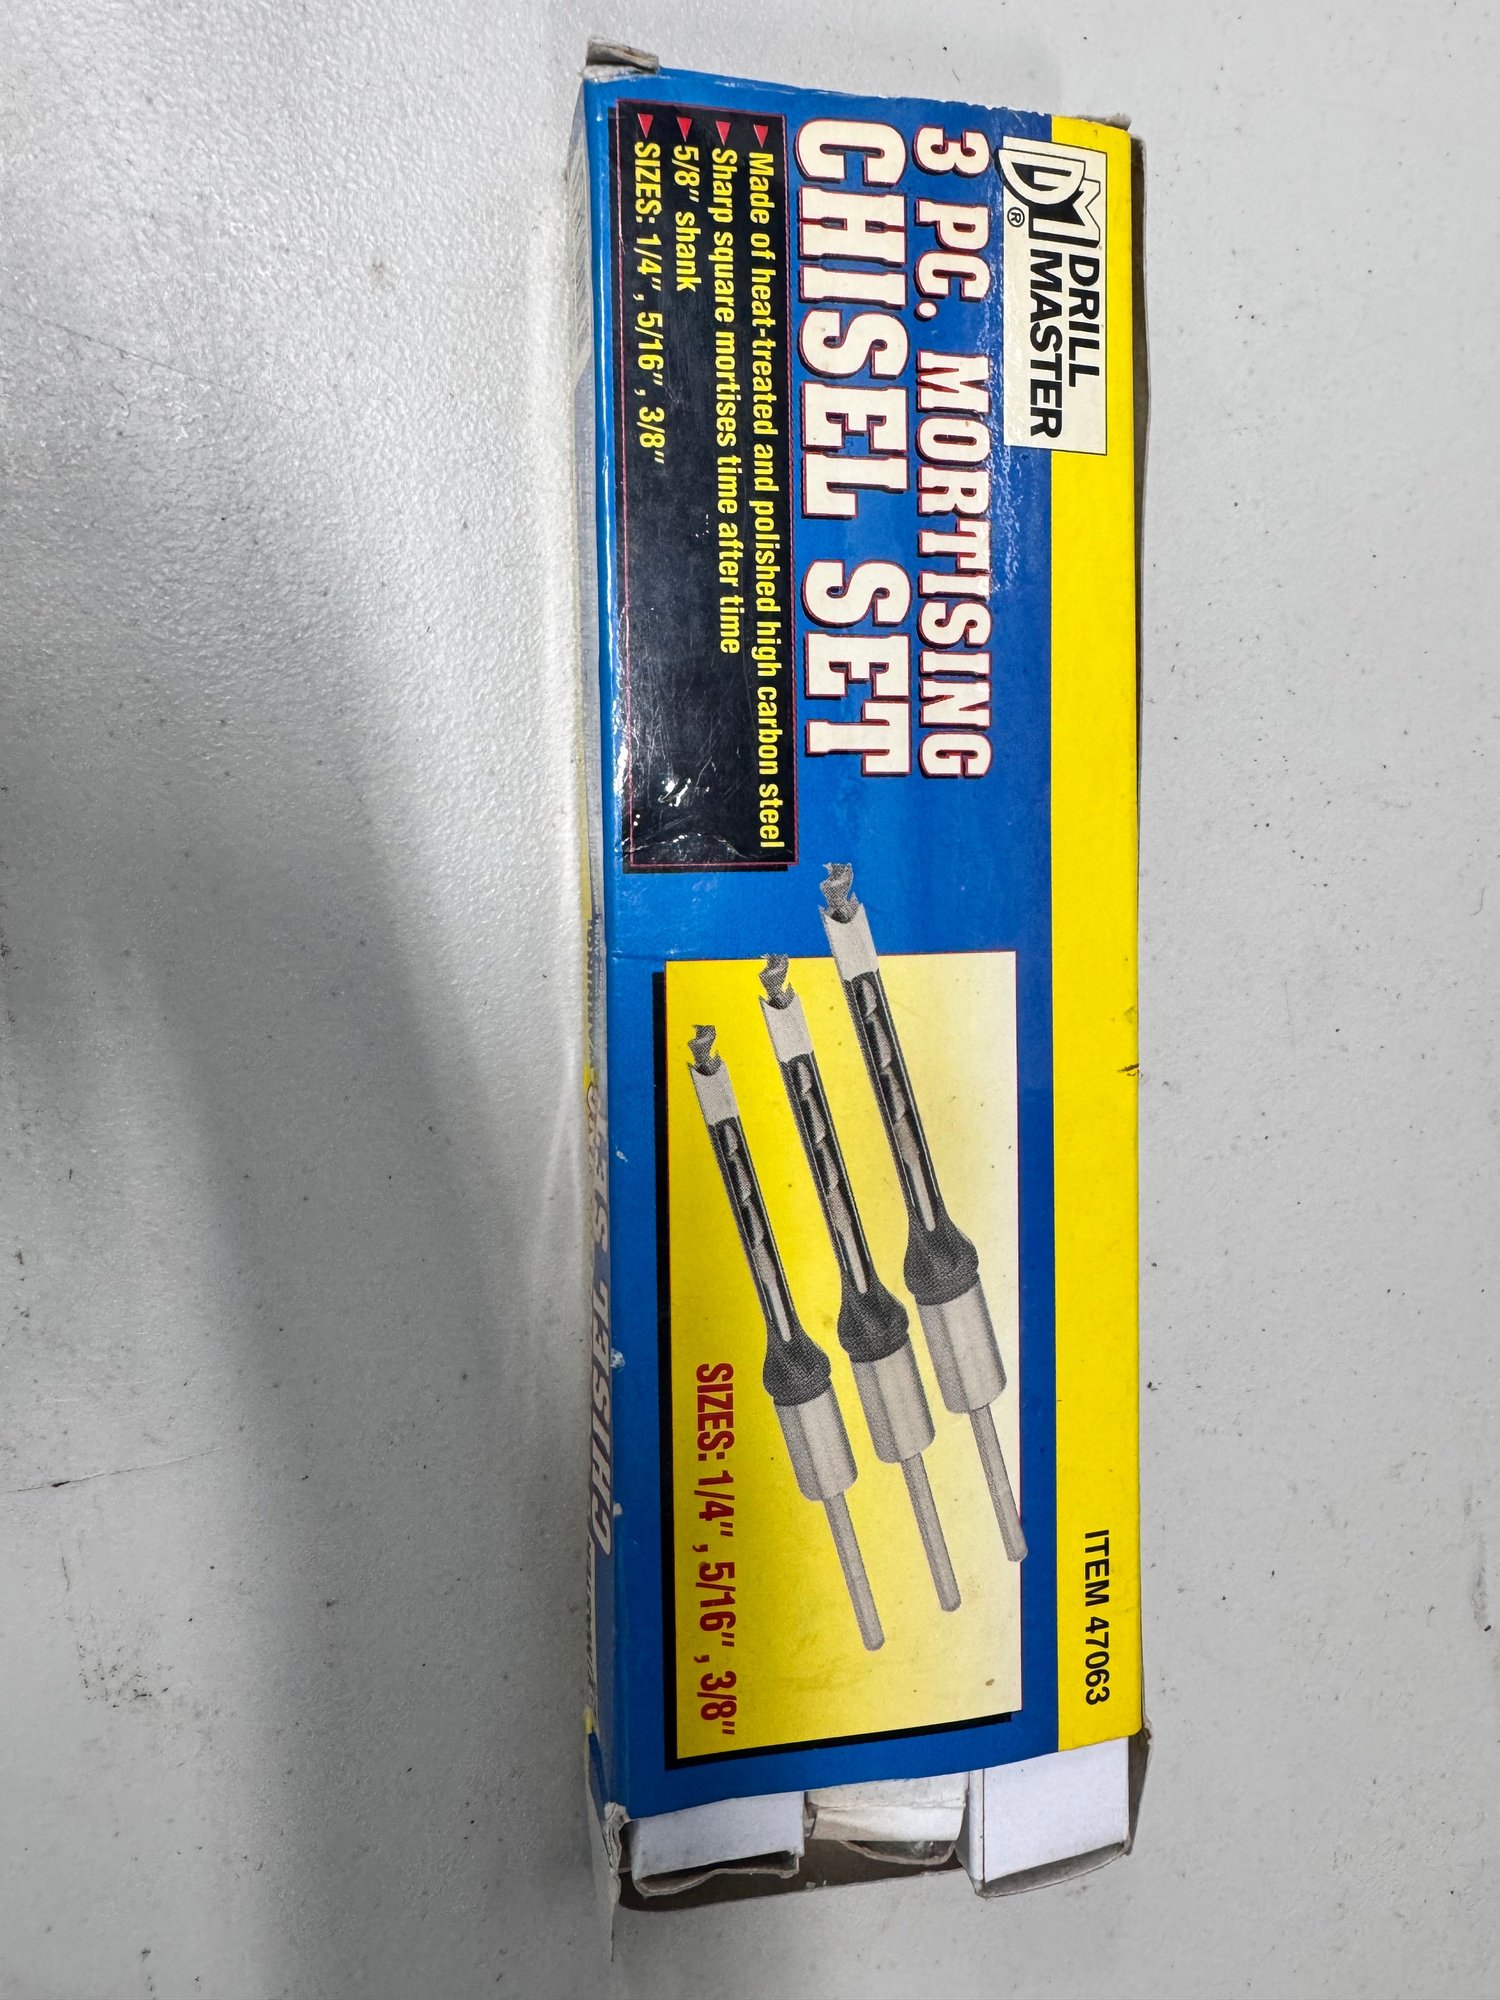 DM®
DRILL
MASTER
3 PC. MORTISING
CHISEL SET
Made of heat-treated and polished high carbon steel
Sharp square mortises time after time
5/8" shank
SIZES: 1/4", 5/16", 3/8"
ITEM 47063
SIZES: 1/4", 5/16", 3/8"
CHISEL S